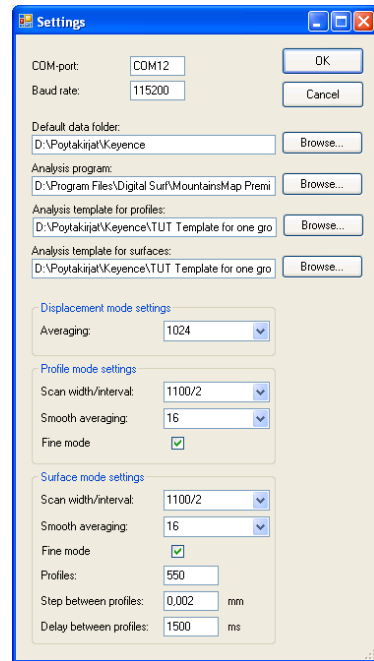 Settings
COM-port: COM12 OK
Baud rate: 115200 Cancel
Default data folder:
D:\Poytakirjat\Keyence Browse...
Analysis program:
D:\Program Files\Digital Surf\MountainsMap Premi Browse...
Analysis template for profiles:
D:\Poytakirjat\Keyence\TUT Template for one gro Browse...
Analysis template for surfaces:
D:\Poytakirjat\Keyence\TUT Template for one gro Browse...
Displacement mode settings
Averaging: 1024
Profile mode settings
Scan width/interval: 1100/2
Smooth averaging: 16
Fine mode
Surface mode settings
Scan width/interval: 1100/2
Smooth averaging: 16
Fine mode
Profiles: 550
Step between profiles: 0,002 mm
Delay between profiles: 1500 ms